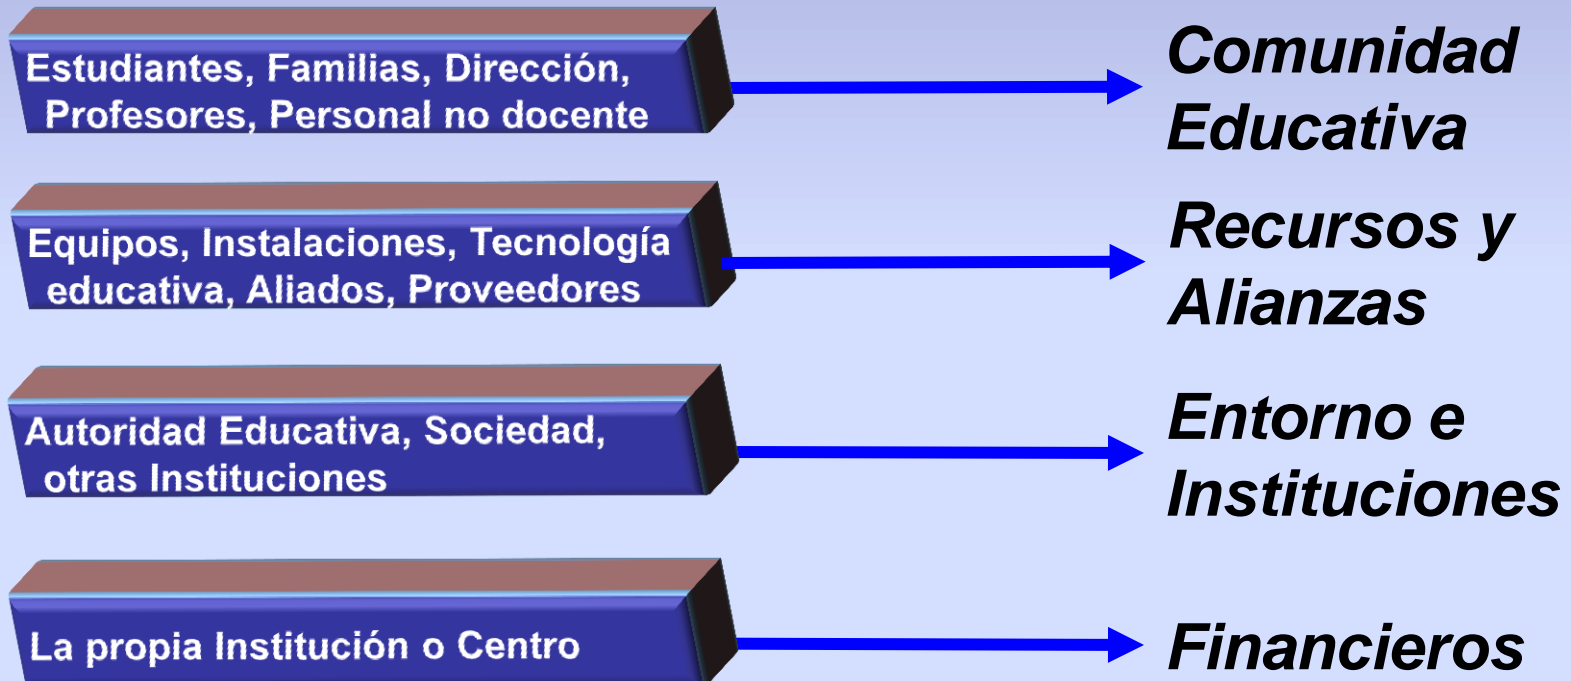 Estudiantes, Familias, Dirección,
Profesores, Personal no docente
Comunidad
Educativa
Equipos, Instalaciones, Tecnología
educativa, Aliados, Proveedores
Recursos y
Alianzas
Autoridad Educativa, Sociedad,
otras Instituciones
Entorno e
Instituciones
La propia Institución o Centro
Financieros